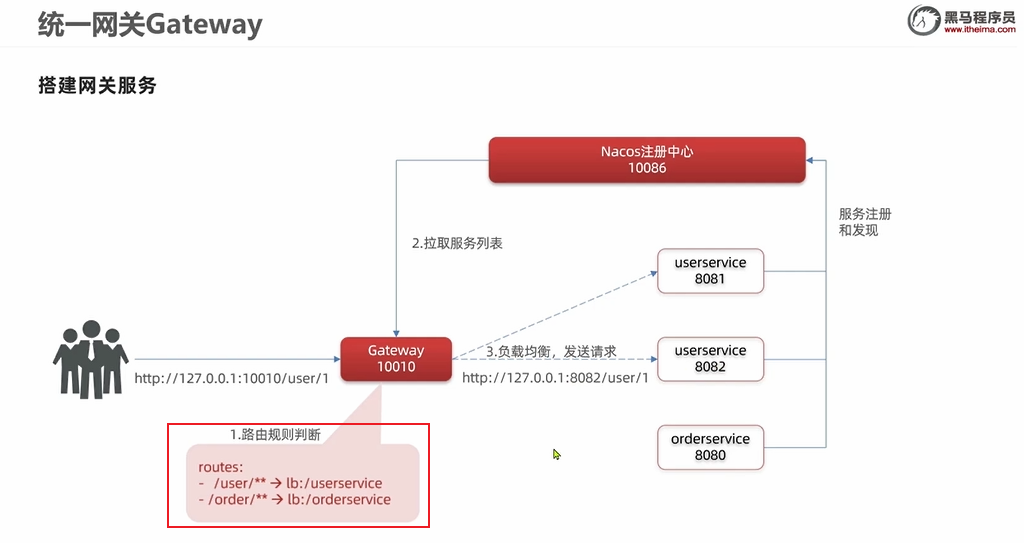 统一网关Gateway
黑马程序员
www.itheima.com
搭建网关服务
Nacos注册中心
10086
服务注册
和发现
2.拉取服务列表
userservice
8081
Gateway
10010
3.负载均衡，发送请求
userservice
8082
http://127.0.0.1:10010/user/1
http://127.0.0.1:8082/user/1
1.路由规则判断
orderservice
8080
routes:
- /user/** → lb:/userservice
- /order/** → lb:/orderservice